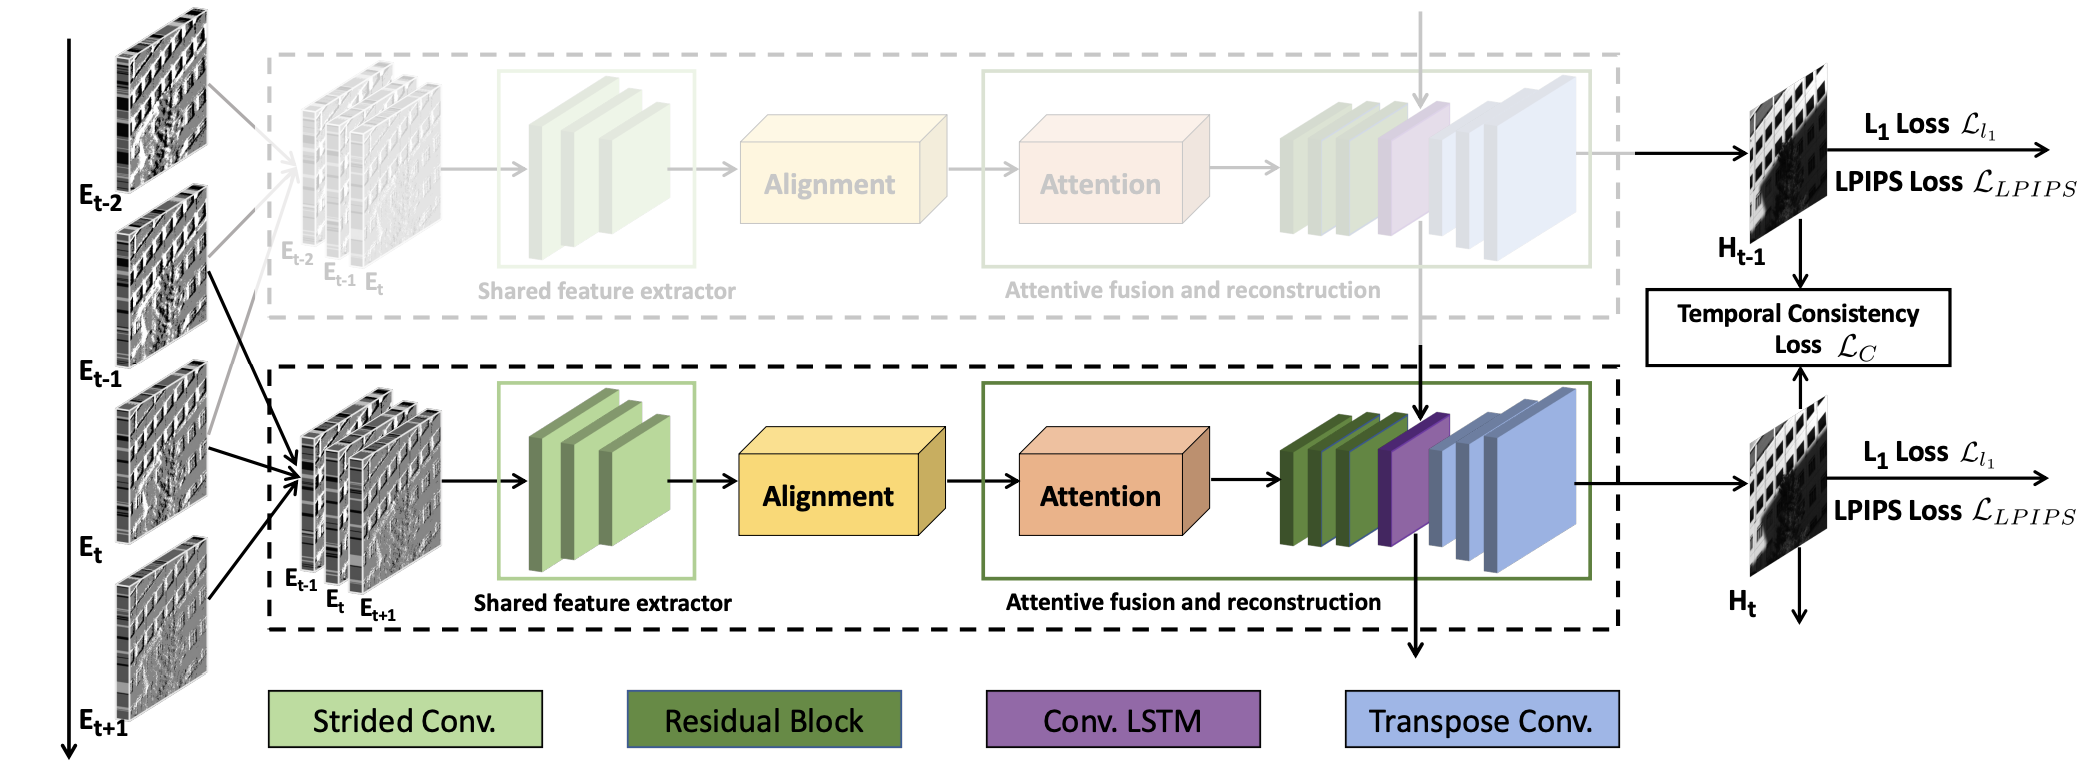 E_{t-2}
E_{t-1}
E_t
E_{t+1}
E_{t-2}
E_{t-1}
E_t
Shared feature extractor
Alignment
Attention
Attentive fusion and reconstruction
H_{t-1}
L_1 Loss \mathcal{L}_{l_1}
LPIPS Loss \mathcal{L}_{LPIPS}
Temporal Consistency
Loss \mathcal{L}_C
E_{t-1}
E_t
E_{t+1}
Shared feature extractor
Alignment
Attention
Attentive fusion and reconstruction
H_t
L_1 Loss \mathcal{L}_{l_1}
LPIPS Loss \mathcal{L}_{LPIPS}
Strided Conv.
Residual Block
Conv. LSTM
Transpose Conv.